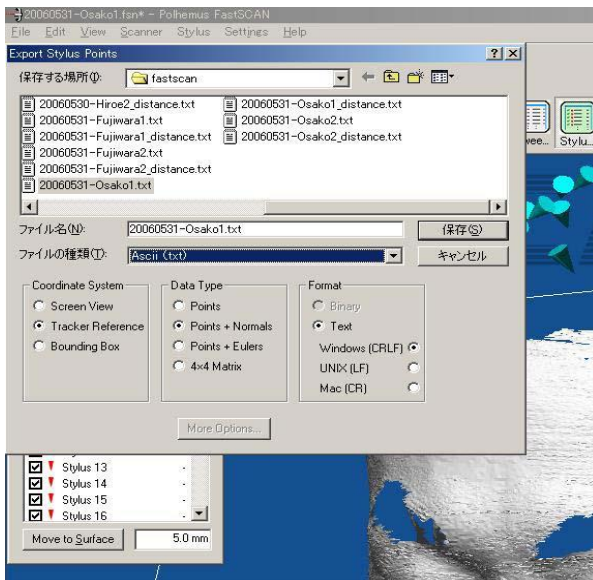 20060531-Osako1.fsn* - Polhemus FastSCAN
File Edit View Scanner Stylus Settings Help
Export Stylus Points
保存する場所(I): fastscan
20060530-Hiroe2_distance.txt 20060531-Osako1_distance.txt
20060531-Fujiwara1.txt 20060531-Osako2.txt
20060531-Fujiwara1_distance.txt 20060531-Osako2_distance.txt
20060531-Fujiwara2.txt
20060531-Fujiwara2_distance.txt
20060531-Osako1.txt
ファイル名(N): 20060531-Osako1.txt 保存(S)
ファイルの種類(T): Ascii (txt) キャンセル
Coordinate System Data Type Format
Screen View Points Binary
Tracker Reference Points + Normals Text
Bounding Box Points + Eulers Windows (CRLF)
4×4 Matrix UNIX (LF)
Mac (CR)
More Options...
Stylus 13 -
Stylus 14 -
Stylus 15 -
Stylus 16 -
Move to Surface 5.0 mm
wee... Stylu...